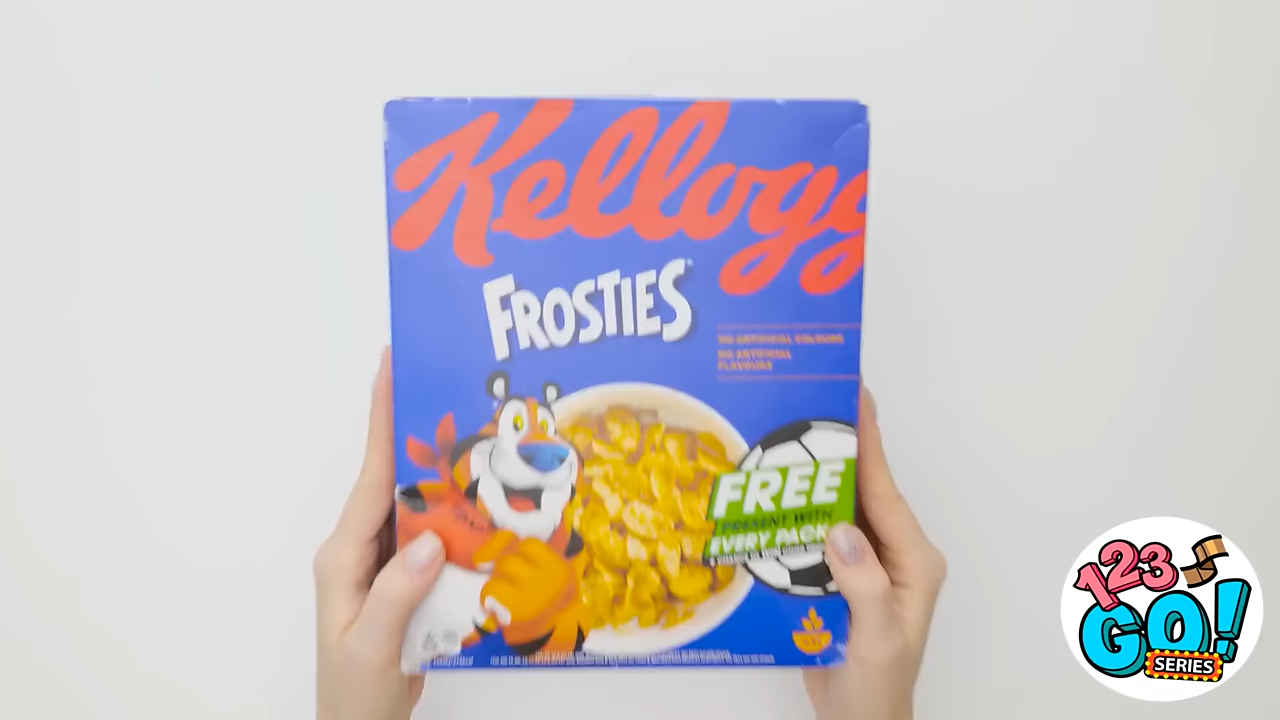 Kellogg
FROSTIES
NO ARTIFICIAL COLOURS
NO ARTIFICIAL
FLAVOURS
FREE
PRESENT WITH
EVERY PACK
123
GO!
SERIES